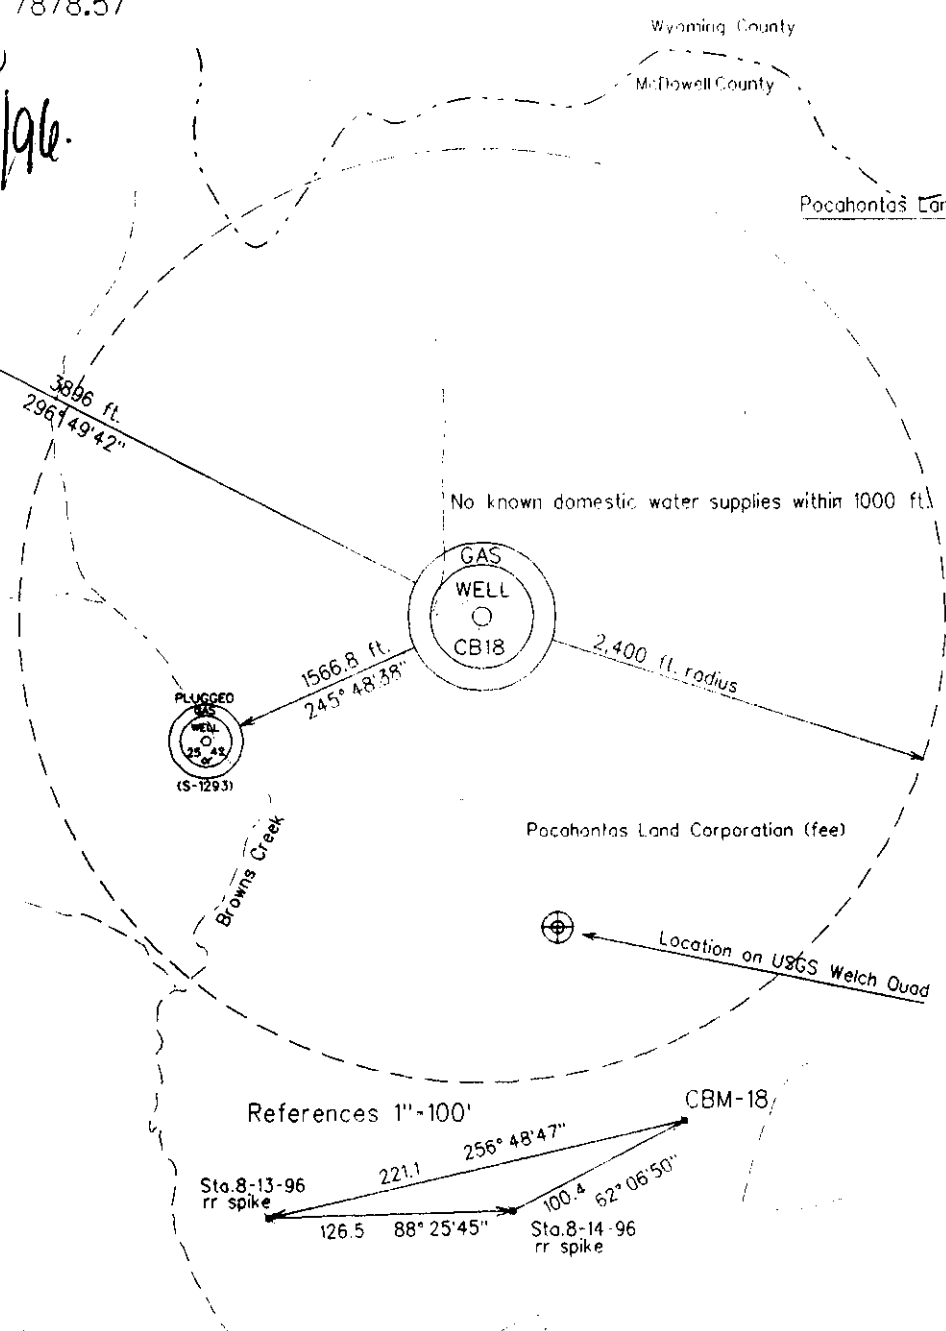 7878.57
Wyoming County
McDowell County
/96.
Pocahontas Lan
3896 ft.
296° 49'42"
No known domestic water supplies within 1000 ft.
GAS
WELL
CB18
1566.8 ft.
245° 48'38"
2,400 ft. radius
PLUGGED
GAS
WELL
25 or 43
(S-1293)
Pocahontas Land Corporation (fee)
Browns Creek
Location on USGS Welch Quad
References 1"=100'
CBM-18
221.1 256° 48'47"
Sta.8-13-96
rr spike
100.4 62° 06'50"
126.5 88° 25'45"
Sta.8-14-96
rr spike